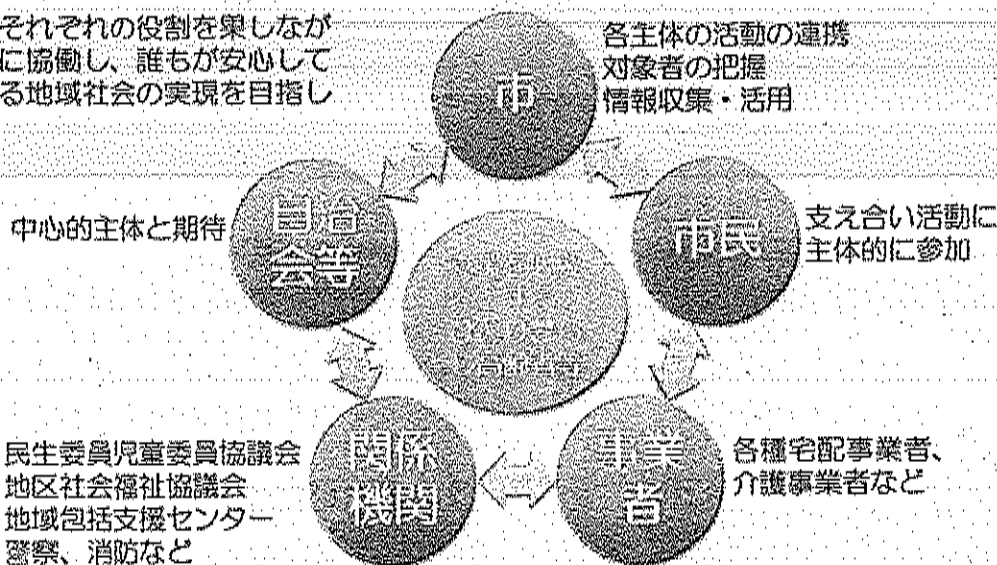 それぞれの役割を果しなが
に協働し、誰もが安心して
る地域社会の実現を目指し
市
各主体の活動の連携
対象者の把握
情報収集・活用
中心的主体と期待
自治
会等
市民
支え合い活動に
主体的に参加
民生委員児童委員協議会
地区社会福祉協議会
地域包括支援センター
警察、消防など
関係
機関
事業
者
各種宅配事業者、
介護事業者など